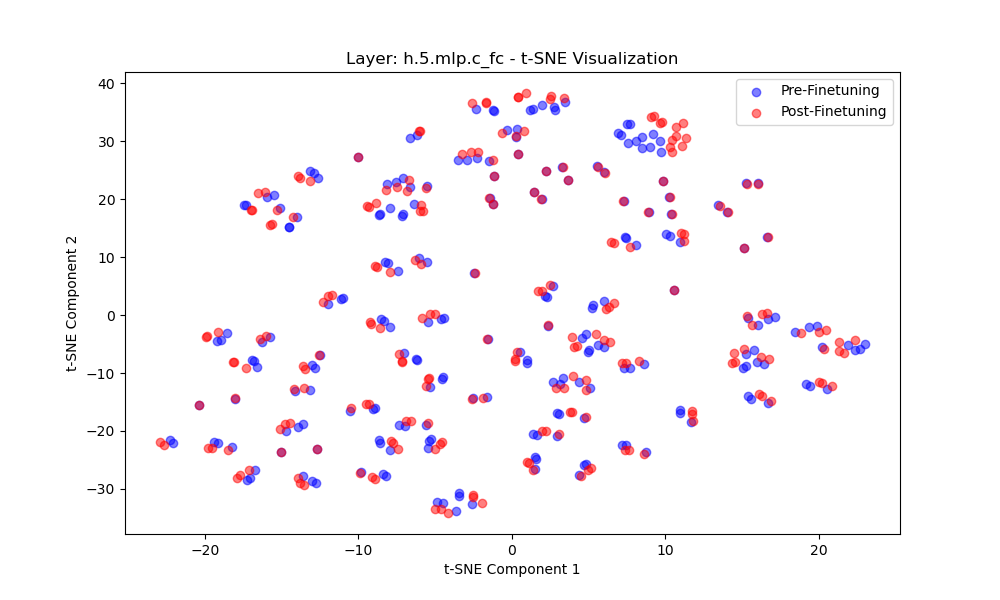 Layer: h.5.mlp.c_fc - t-SNE Visualization
Pre-Finetuning
Post-Finetuning
40
30
20
10
0
−10
−20
−30
t-SNE Component 2
−20
−10
0
10
20
t-SNE Component 1